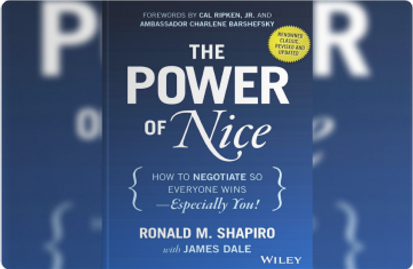 FOREWORDS BY CAL RIPKEN, JR. AND
AMBASSADOR CHARLENE BARSHEFSKY
RENOWNED
CLASSIC,
REVISED AND
UPDATED
THE
POWER
OF Nice
HOW TO NEGOTIATE SO
EVERYONE WINS
—Especially You!
RONALD M. SHAPIRO
with JAMES DALE
WILEY